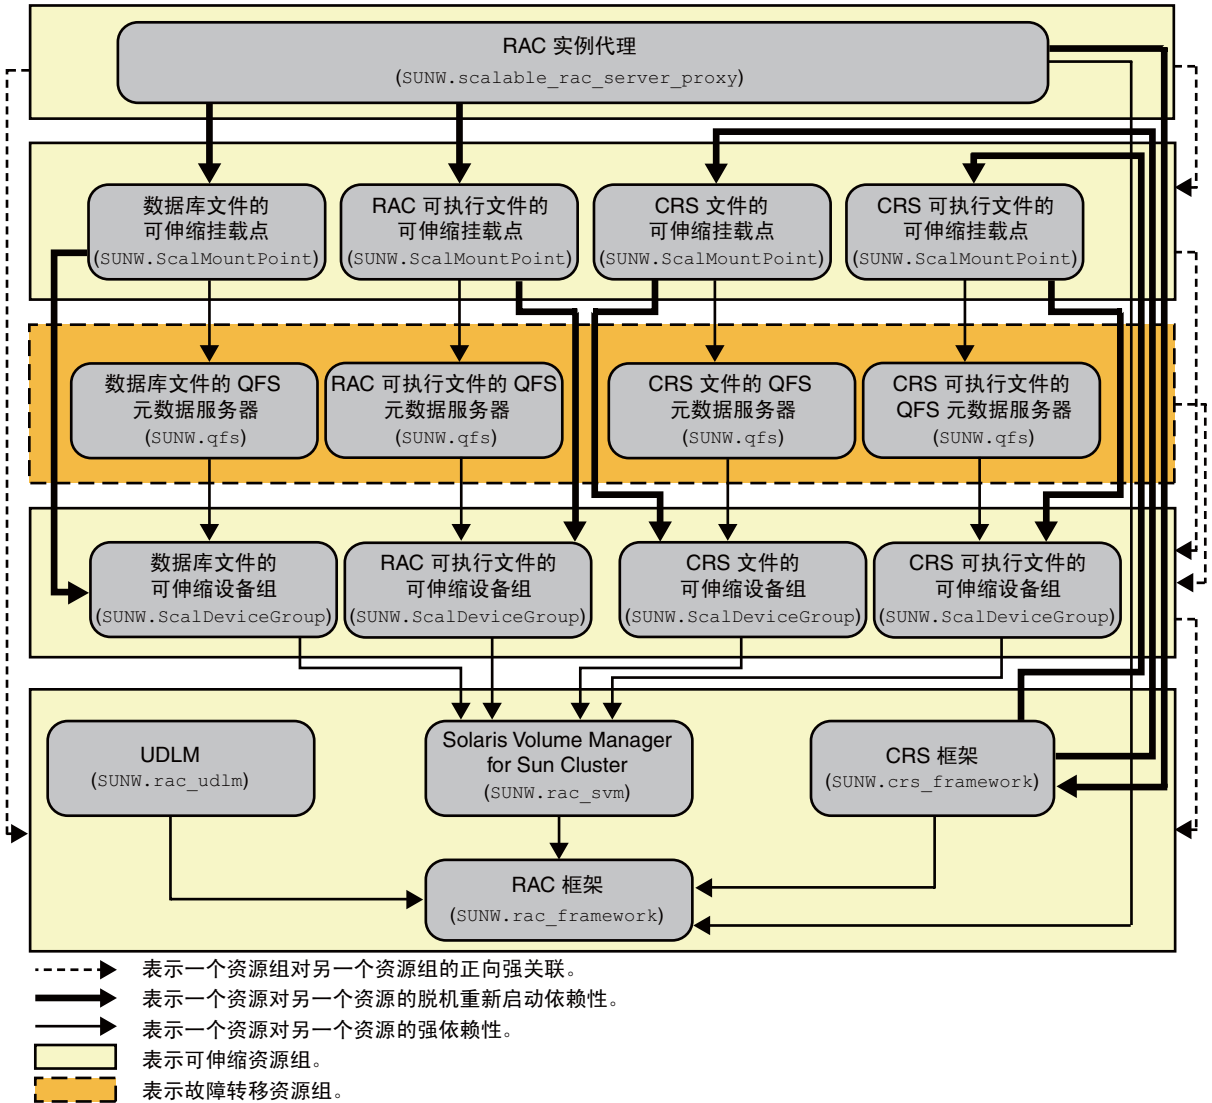 RAC 实例代理
(SUNW.scalable_rac_server_proxy)
数据库文件的
可伸缩挂载点
(SUNW.ScalMountPoint)
RAC 可执行文件的
可伸缩挂载点
(SUNW.ScalMountPoint)
CRS 文件的
可伸缩挂载点
(SUNW.ScalMountPoint)
CRS 可执行文件的
可伸缩挂载点
(SUNW.ScalMountPoint)
数据库文件的 QFS
元数据服务器
(SUNW.qfs)
RAC 可执行文件的 QFS
元数据服务器
(SUNW.qfs)
CRS 文件的 QFS
元数据服务器
(SUNW.qfs)
CRS 可执行文件的
QFS 元数据服务器
(SUNW.qfs)
数据库文件的
可伸缩设备组
(SUNW.ScalDeviceGroup)
RAC 可执行文件的
可伸缩设备组
(SUNW.ScalDeviceGroup)
CRS 文件的
可伸缩设备组
(SUNW.ScalDeviceGroup)
CRS 可执行文件的
可伸缩设备组
(SUNW.ScalDeviceGroup)
UDLM
(SUNW.rac_udlm)
Solaris Volume Manager
for Sun Cluster
(SUNW.rac_svm)
CRS 框架
(SUNW.crs_framework)
RAC 框架
(SUNW.rac_framework)
表示一个资源组对另一个资源组的正向强关联。
表示一个资源对另一个资源的脱机重新启动依赖性。
表示一个资源对另一个资源的强依赖性。
表示可伸缩资源组。
表示故障转移资源组。